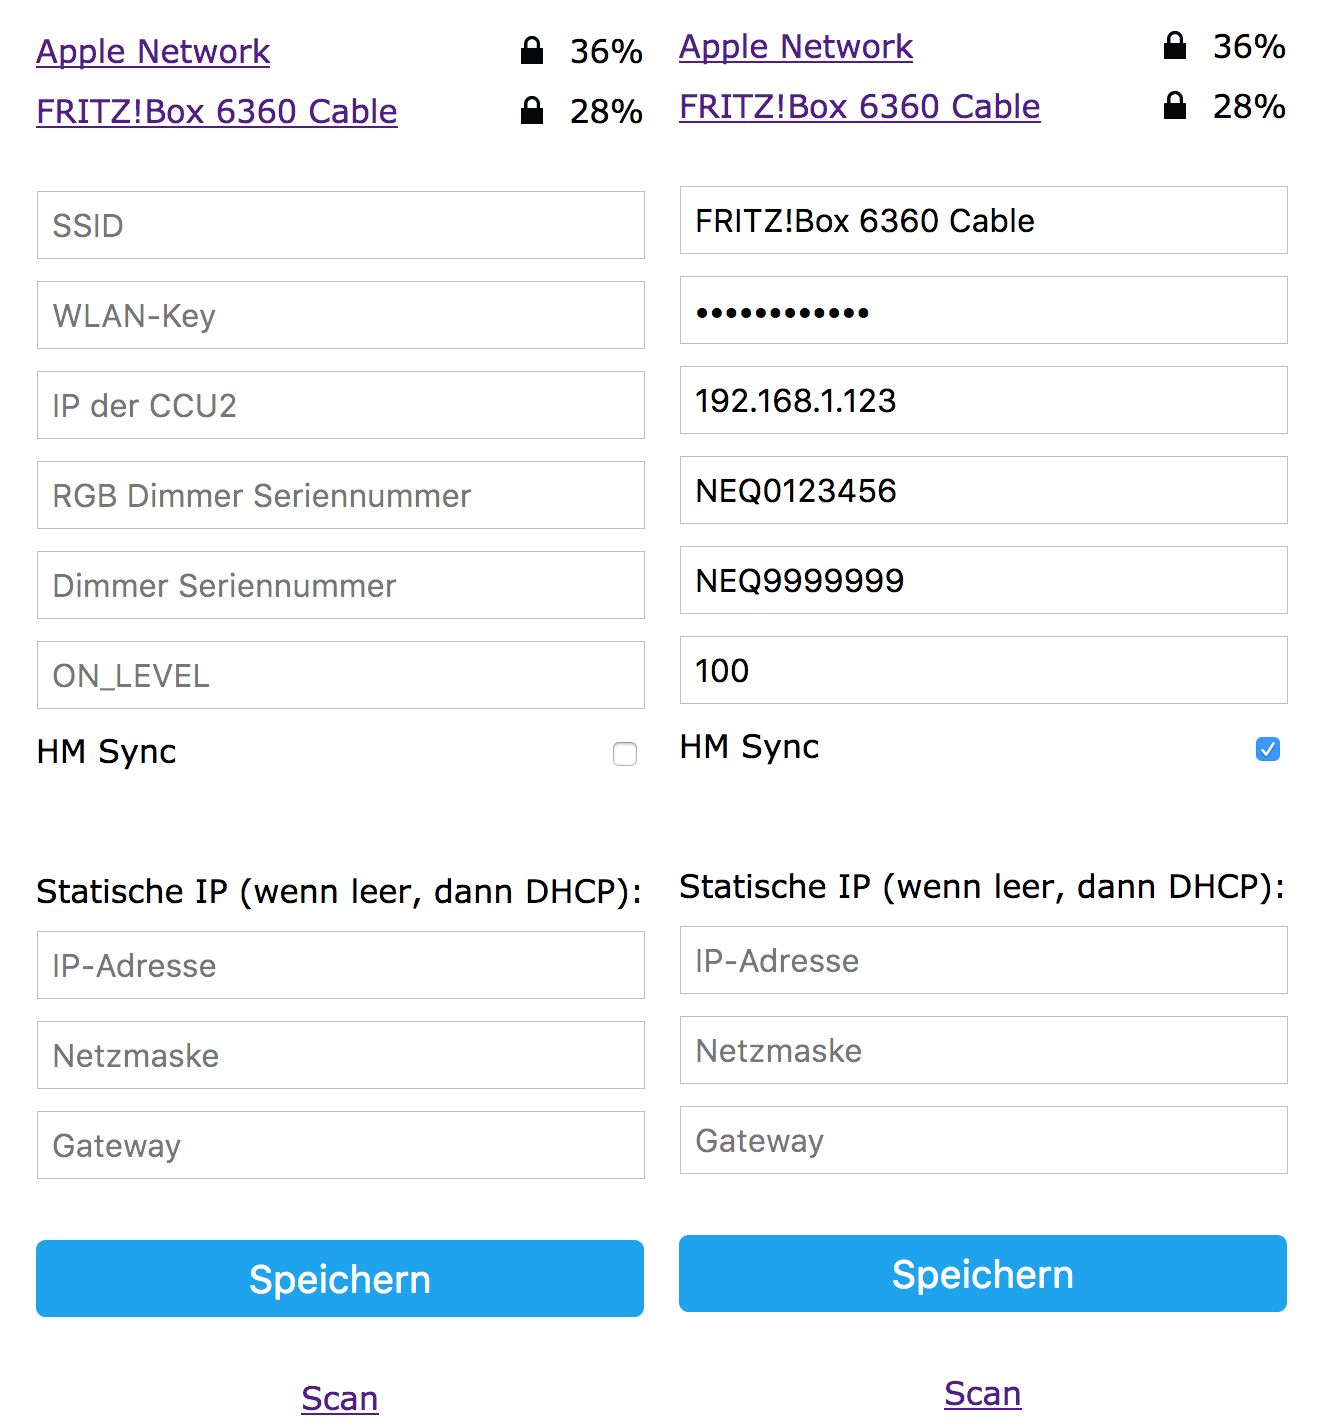 Apple Network 36%
FRITZ!Box 6360 Cable 28%
SSID
WLAN-Key
IP der CCU2
RGB Dimmer Seriennummer
Dimmer Seriennummer
ON_LEVEL
HM Sync
Statische IP (wenn leer, dann DHCP):
IP-Adresse
Netzmaske
Gateway
Speichern
Scan
Apple Network 36%
FRITZ!Box 6360 Cable 28%
FRITZ!Box 6360 Cable
••••••••••••
192.168.1.123
NEQ0123456
NEQ9999999
100
HM Sync
Statische IP (wenn leer, dann DHCP):
IP-Adresse
Netzmaske
Gateway
Speichern
Scan